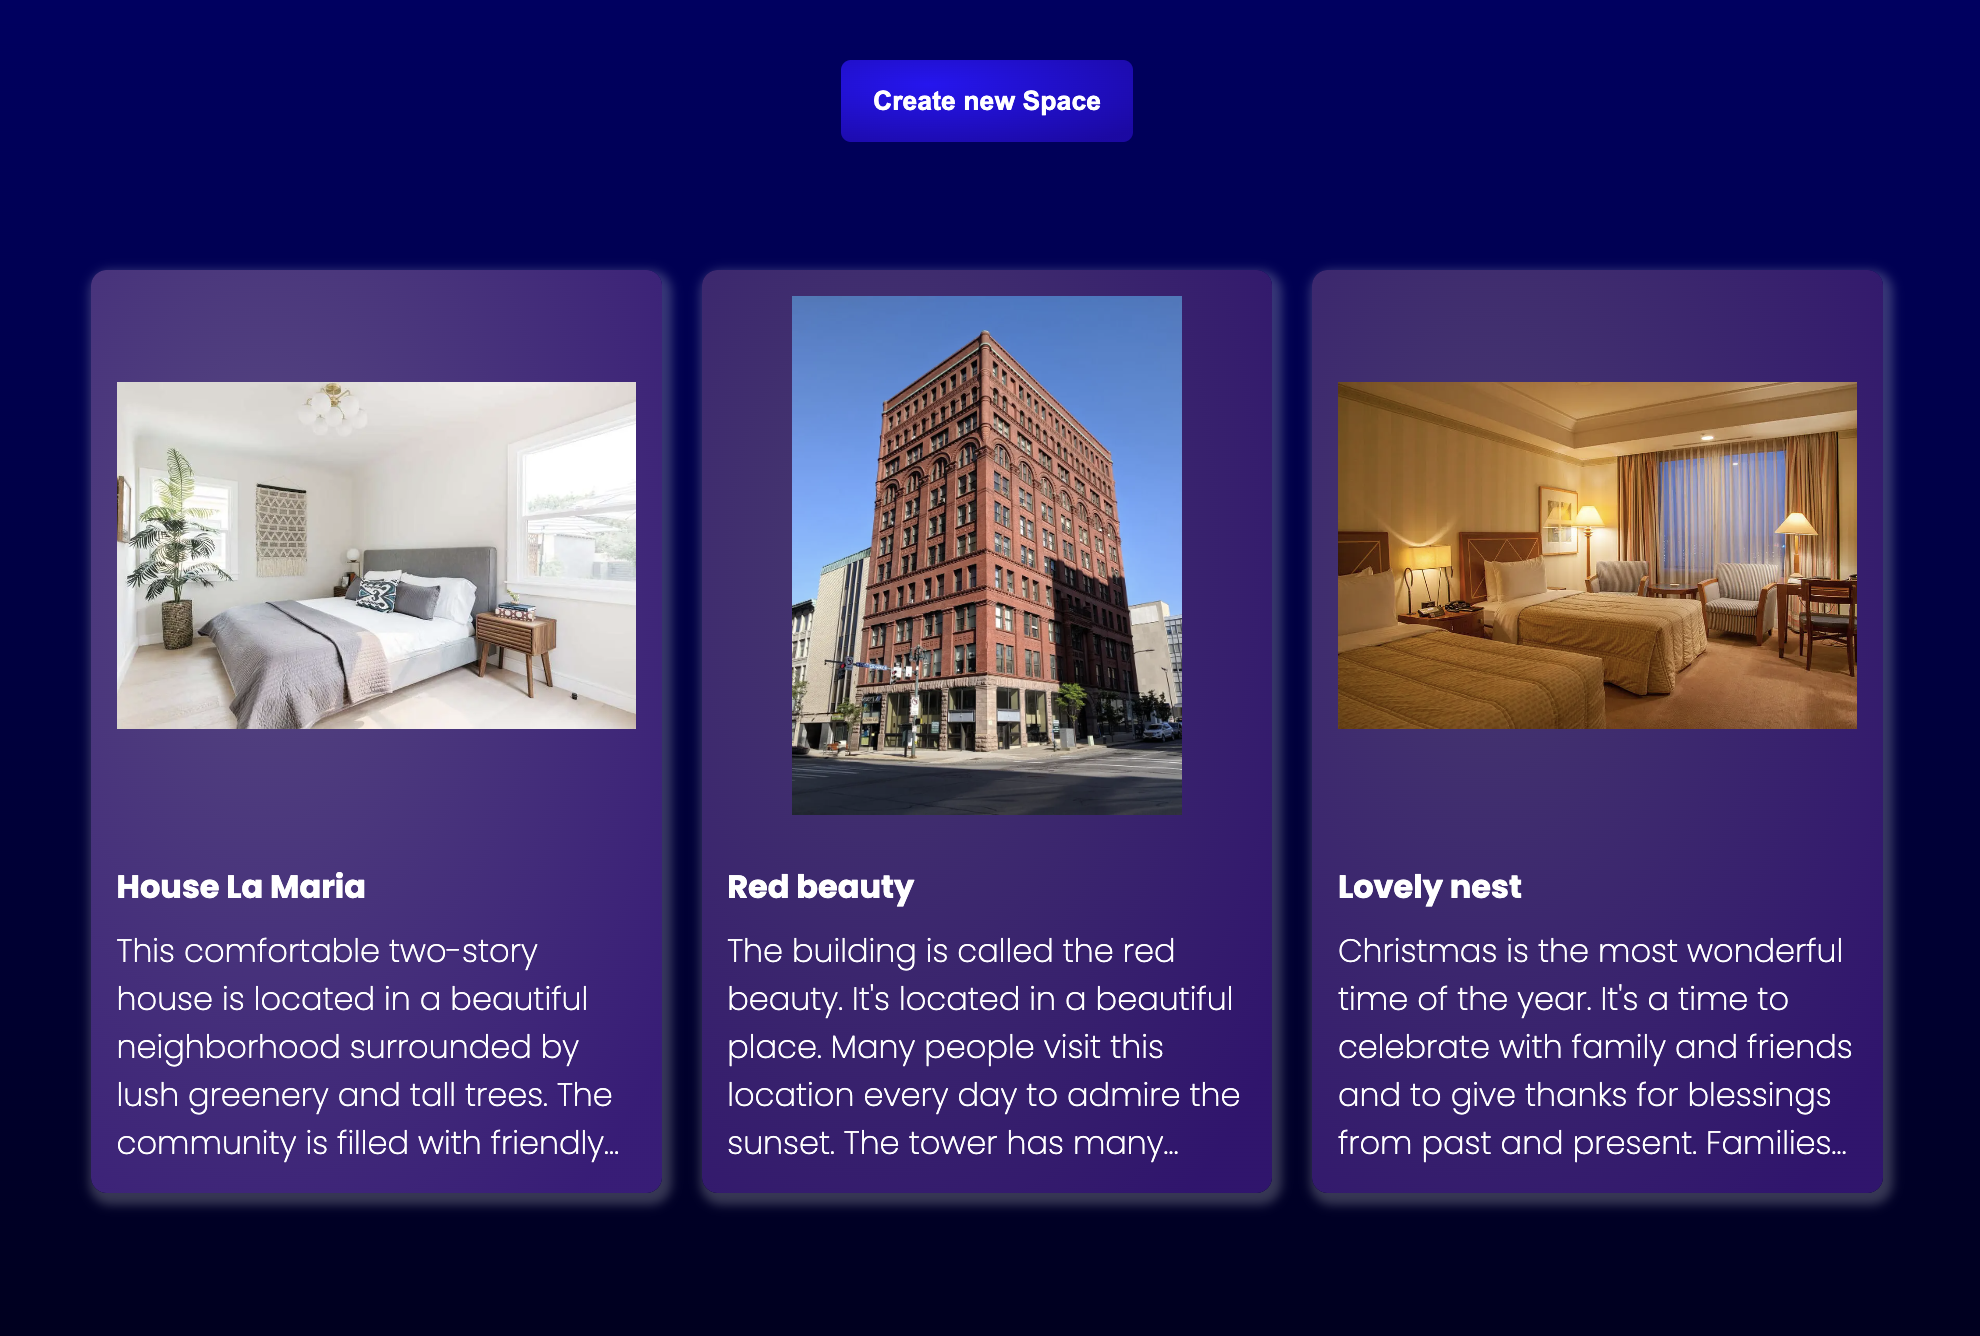 Create new Space
House La Maria
This comfortable two-story
house is located in a beautiful
neighborhood surrounded by
lush greenery and tall trees. The
community is filled with friendly...
Red beauty
The building is called the red
beauty. It's located in a beautiful
place. Many people visit this
location every day to admire the
sunset. The tower has many...
Lovely nest
Christmas is the most wonderful
time of the year. It's a time to
celebrate with family and friends
and to give thanks for blessings
from past and present. Families...